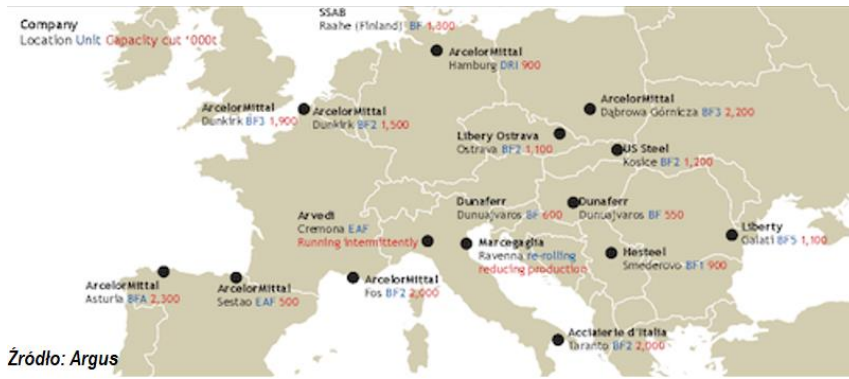 Company
Location Unit Capacity cut '000t
SSAB
Raahe (Finland) BF 1,300
ArcelorMittal
Hamburg DRI 900
ArcelorMittal
Dunkirk BF3 1,900
ArcelorMittal
Dunkirk BF2 1,500
ArcelorMittal
Dąbrowa Górnicza BF3 2,200
Libery Ostrava
Ostrava BF2 1,100
US Steel
Kosice BF2 1,200
Dunaferr
Dunuajvaros BF 600
Dunaferr
Dunuajvaros BF 550
Arvedi
Cremona EAF
Running intermittently
Marcegaglia
Ravenna re-rolling
reducing production
Hesteel
Smederevo BF1 900
Liberty
Galati BF5 1,100
ArcelorMittal
Asturia BFA 2,300
ArcelorMittal
Sestao EAF 500
ArcelorMittal
Fos BF2 2,000
Acciaierie d'Italia
Taranto BF2 2,000
Źródło: Argus